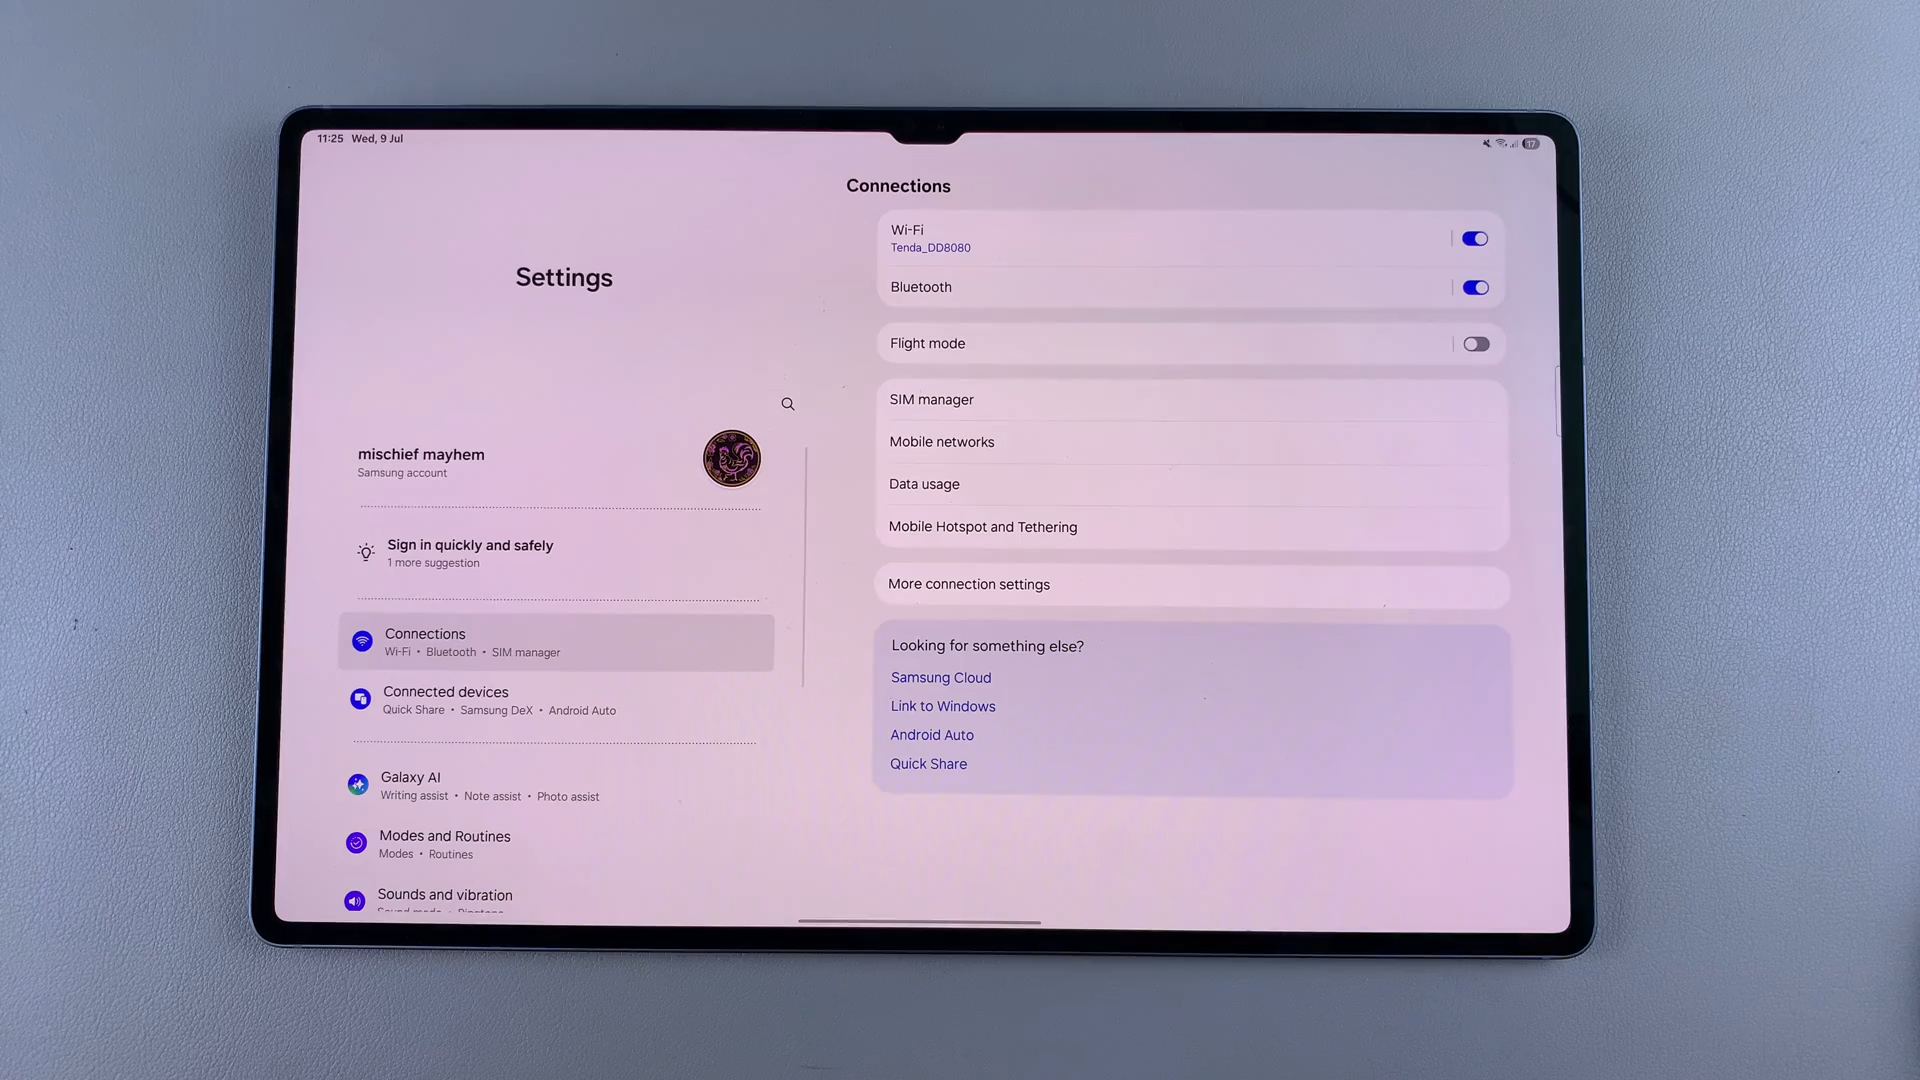 11:25 Wed, 9 Jul
17
Settings
mischief mayhem
Samsung account
Sign in quickly and safely
1 more suggestion
Connections
Wi-Fi • Bluetooth • SIM manager
Connected devices
Quick Share • Samsung DeX • Android Auto
Galaxy AI
Writing assist • Note assist • Photo assist
Modes and Routines
Modes • Routines
Sounds and vibration
Sound mode • Ringtone
Connections
Wi-Fi
Tenda_DD8080
Bluetooth
Flight mode
SIM manager
Mobile networks
Data usage
Mobile Hotspot and Tethering
More connection settings
Looking for something else?
Samsung Cloud
Link to Windows
Android Auto
Quick Share